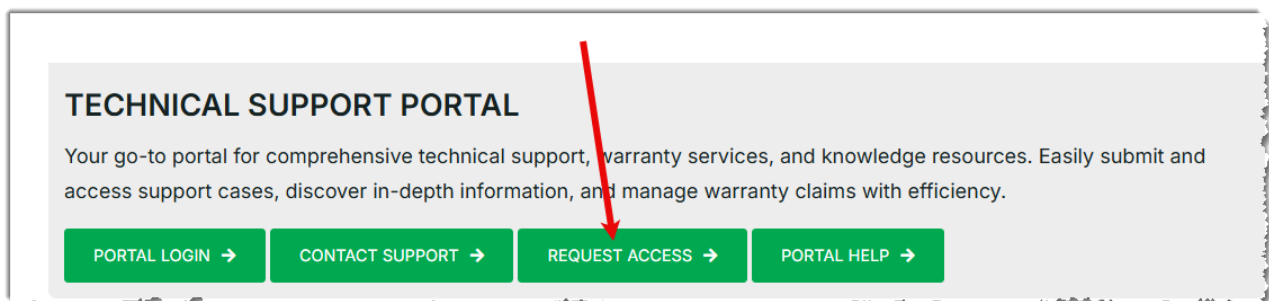 TECHNICAL SUPPORT PORTAL
Your go-to portal for comprehensive technical support, warranty services, and knowledge resources. Easily submit and
access support cases, discover in-depth information, and manage warranty claims with efficiency.
PORTAL LOGIN → CONTACT SUPPORT → REQUEST ACCESS → PORTAL HELP →